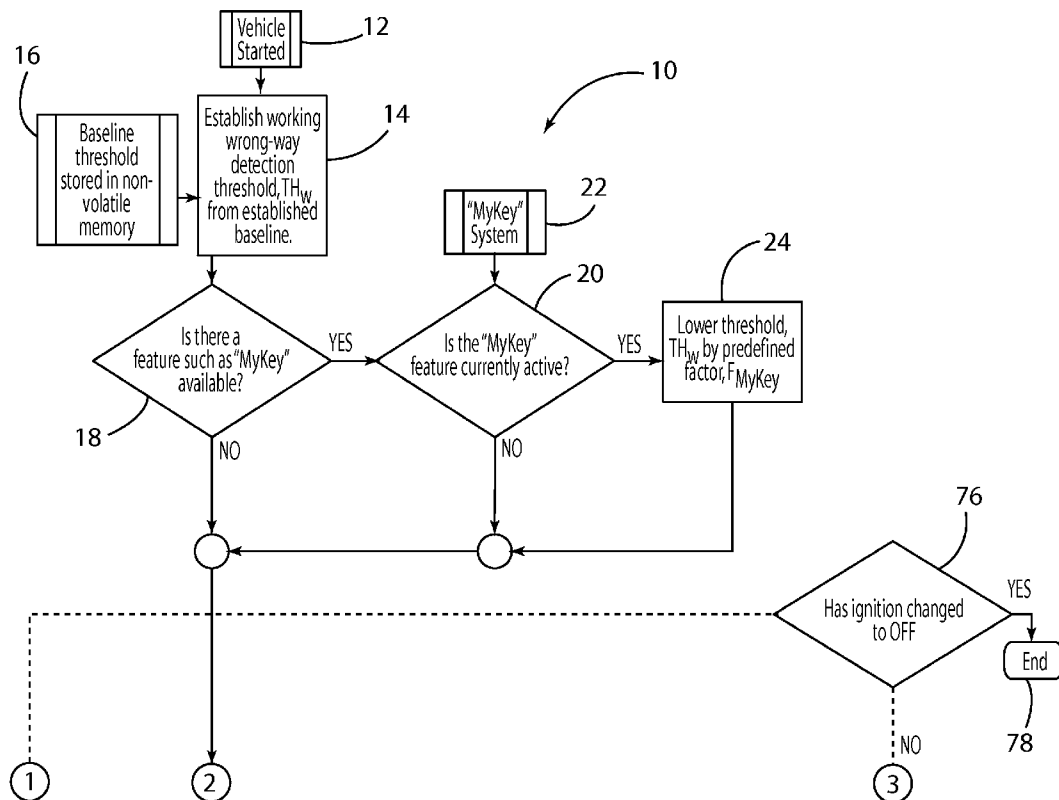 12
Vehicle
Started
16
10
14
Baseline
threshold
stored in non-
volatile
memory
Establish working
wrong-way
detection
threshold, THw
from established
baseline.
22
"MyKey"
System
24
20
Is there a
feature such as "MyKey"
available?
YES
Is the "MyKey"
feature currently active?
YES
Lower threshold,
THw by predefined
factor, FMyKey
18
NO
NO
76
Has ignition changed
to OFF
YES
End
78
NO
1
2
3